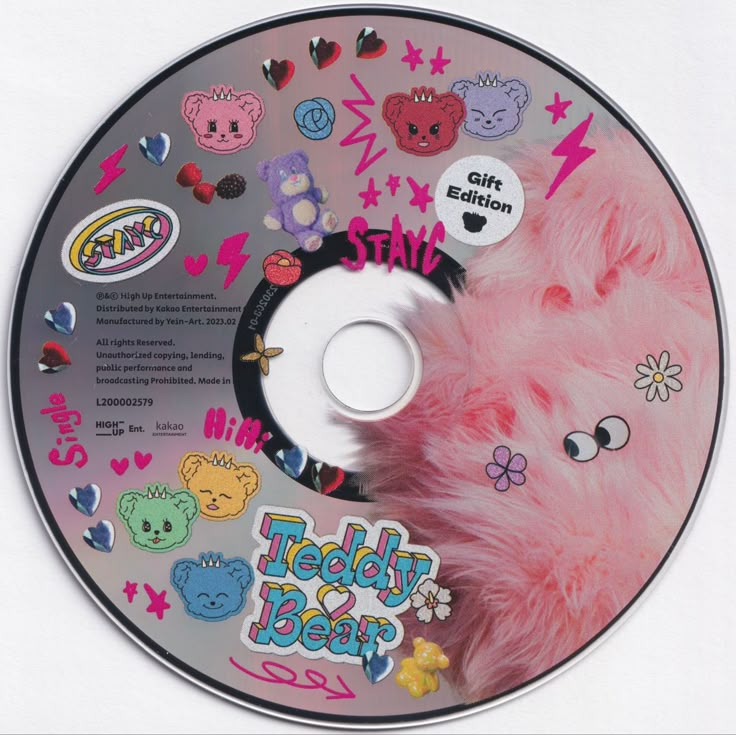 Gift
Edition
STAYC
STAYC
℗&© High Up Entertainment.
Distributed by Kakao Entertainment
Manufactured by Yein-Art. 2023.02
All rights Reserved.
Unauthorized copying, lending,
public performance and
broadcasting Prohibited. Made in
L200002579
HIGH
UP Ent.
kakao
ENTERTAINMENT
Single
HiHi
Teddy
Bear